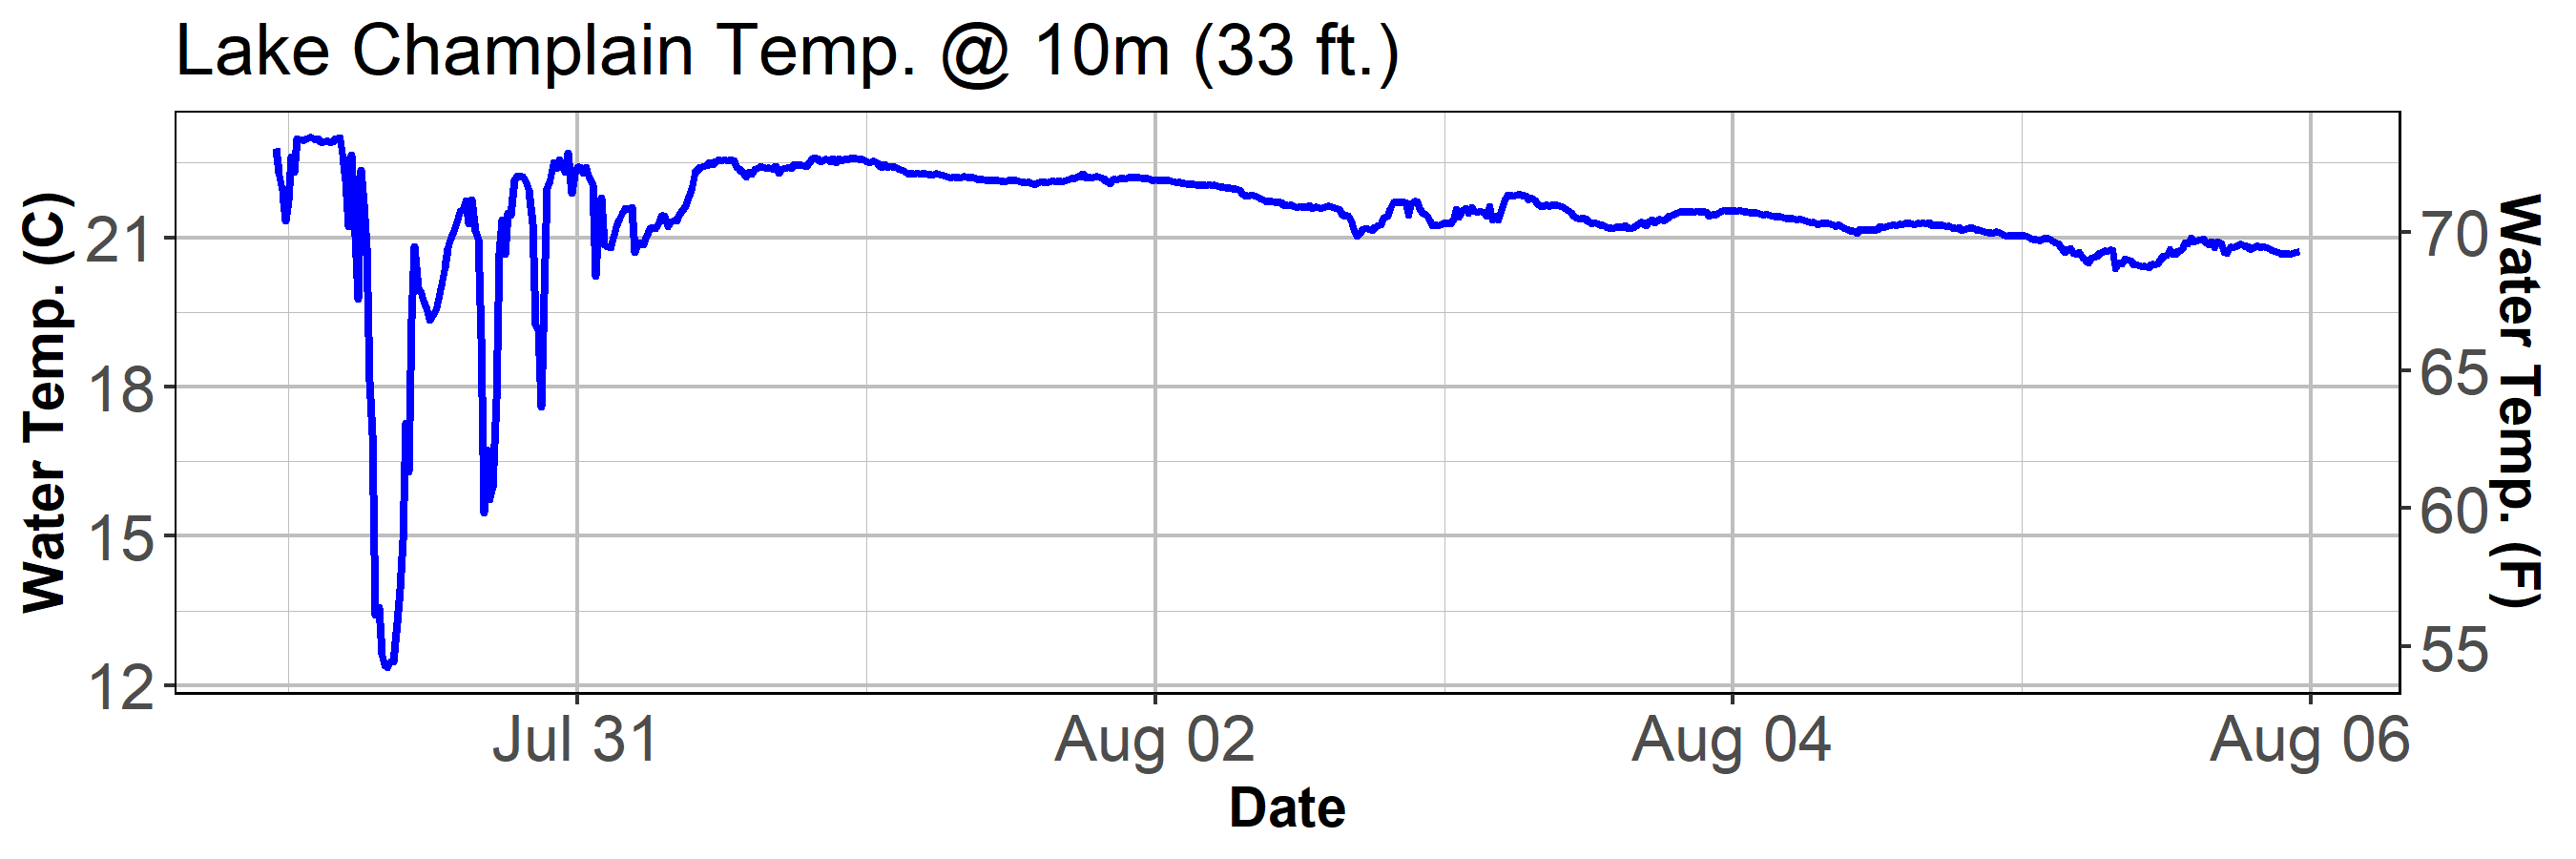 Lake Champlain Temp. @ 10m (33 ft.)
Water Temp. (C)
21
18
15
12
70
65
60
55
Water Temp. (F)
Jul 31
Aug 02
Aug 04
Aug 06
Date